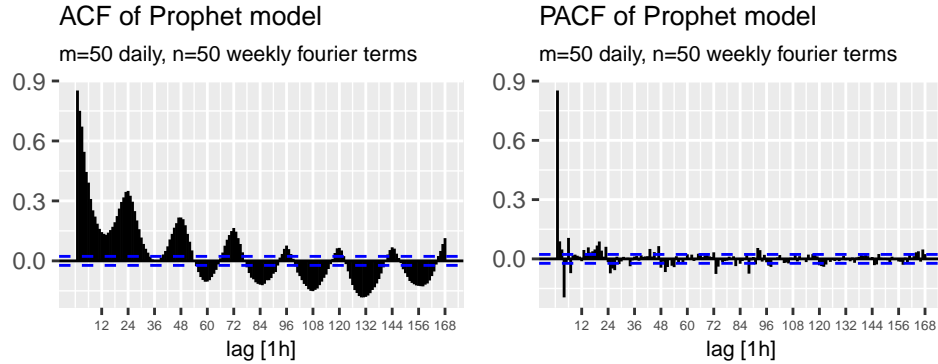 ACF of Prophet model
m=50 daily, n=50 weekly fourier terms
0.9
0.6
0.3
0.0
12 24 36 48 60 72 84 96 108 120 132 144 156 168
lag [1h]
PACF of Prophet model
m=50 daily, n=50 weekly fourier terms
0.9
0.6
0.3
0.0
12 24 36 48 60 72 84 96 108 120 132 144 156 168
lag [1h]